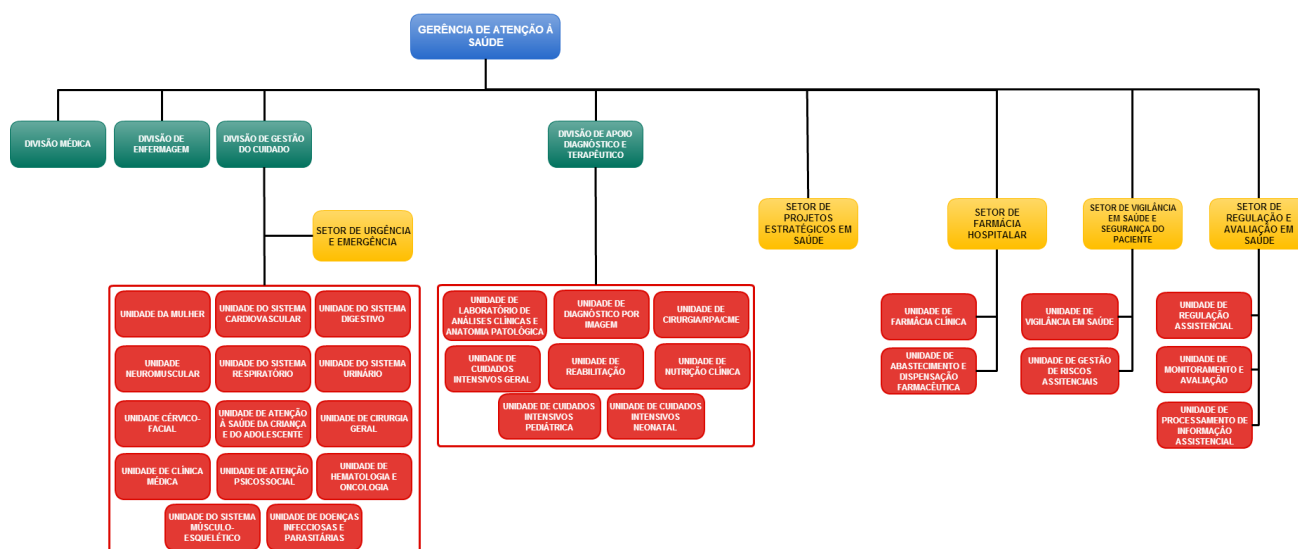 GERÊNCIA DE ATENÇÃO À
SAÚDE
DIVISÃO MÉDICA
DIVISÃO DE
ENFERMAGEM
DIVISÃO DE GESTÃO
DO CUIDADO
DIVISÃO DE APOIO
DIAGNÓSTICO E
TERAPÊUTICO
SETOR DE URGÊNCIA
E EMERGÊNCIA
SETOR DE
PROJETOS
ESTRATÉGICOS EM
SAÚDE
SETOR DE
FARMÁCIA
HOSPITALAR
SETOR DE VIGILÂNCIA
EM SAÚDE E
SEGURANÇA DO
PACIENTE
SETOR DE
REGULAÇÃO E
AVALIAÇÃO EM
SAÚDE
UNIDADE DA MULHER
UNIDADE DO SISTEMA
CARDIOVASCULAR
UNIDADE DO SISTEMA
DIGESTIVO
UNIDADE
NEUROMUSCULAR
UNIDADE DO SISTEMA
RESPIRATÓRIO
UNIDADE DO SISTEMA
URINÁRIO
UNIDADE CÉRVICO-
FACIAL
UNIDADE DE ATENÇÃO
À SAÚDE DA CRIANÇA
E DO ADOLESCENTE
UNIDADE DE CIRURGIA
GERAL
UNIDADE DE CLÍNICA
MÉDICA
UNIDADE DE ATENÇÃO
PSICOSSOCIAL
UNIDADE DE
HEMATOLOGIA E
ONCOLOGIA
UNIDADE DO SISTEMA
MÚSCULO-
ESQUELÉTICO
UNIDADE DE DOENÇAS
INFECCIOSAS E
PARASITÁRIAS
UNIDADE DE
LABORATÓRIO DE
ANÁLISES CLÍNICAS E
ANATOMIA PATOLÓGICA
UNIDADE DE
DIAGNÓSTICO POR
IMAGEM
UNIDADE DE
CIRURGIA/RPA/CME
UNIDADE DE
CUIDADOS
INTENSIVOS GERAL
UNIDADE DE
REABILITAÇÃO
UNIDADE DE
NUTRIÇÃO CLÍNICA
UNIDADE DE CUIDADOS
INTENSIVOS
PEDIÁTRICA
UNIDADE DE CUIDADOS
INTENSIVOS
NEONATAL
UNIDADE DE
FARMÁCIA CLÍNICA
UNIDADE DE
ABASTECIMENTO E
DISPENSAÇÃO
FARMACÊUTICA
UNIDADE DE
VIGILÂNCIA EM SAÚDE
UNIDADE DE GESTÃO
DE RISCOS
ASSITENCIAIS
UNIDADE DE
REGULAÇÃO
ASSISTENCIAL
UNIDADE DE
MONITORAMENTO E
AVALIAÇÃO
UNIDADE DE
PROCESSAMENTO DE
INFORMAÇÃO
ASSISTENCIAL